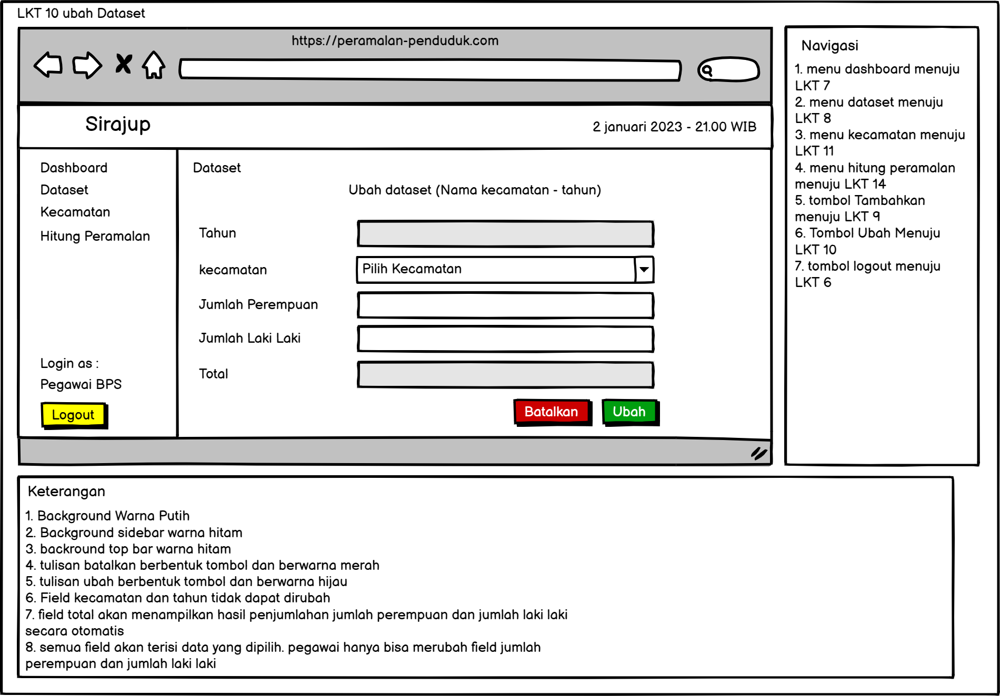 LKT 10 ubah Dataset
https://peramalan-penduduk.com
Sirajup
2 januari 2023 - 21.00 WIB
Dashboard
Dataset
Kecamatan
Hitung Peramalan
Login as :
Pegawai BPS
Logout
Dataset
Ubah dataset (Nama kecamatan - tahun)
Tahun
kecamatan
Pilih Kecamatan
Jumlah Perempuan
Jumlah Laki Laki
Total
Batalkan
Ubah
Navigasi
1. menu dashboard menuju
LKT 7
2. menu dataset menuju
LKT 8
3. menu kecamatan menuju
LKT 11
4. menu hitung peramalan
menuju LKT 14
5. tombol Tambahkan
menuju LKT 9
6. Tombol Ubah Menuju
LKT 10
7. tombol logout menuju
LKT 6
Keterangan
1. Background Warna Putih
2. Background sidebar warna hitam
3. backround top bar warna hitam
4. tulisan batalkan berbentuk tombol dan berwarna merah
5. tulisan ubah berbentuk tombol dan berwarna hijau
6. Field kecamatan dan tahun tidak dapat dirubah
7. field total akan menampilkan hasil penjumlahan jumlah perempuan dan jumlah laki laki
secara otomatis
8. semua field akan terisi data yang dipilih. pegawai hanya bisa merubah field jumlah
perempuan dan jumlah laki laki